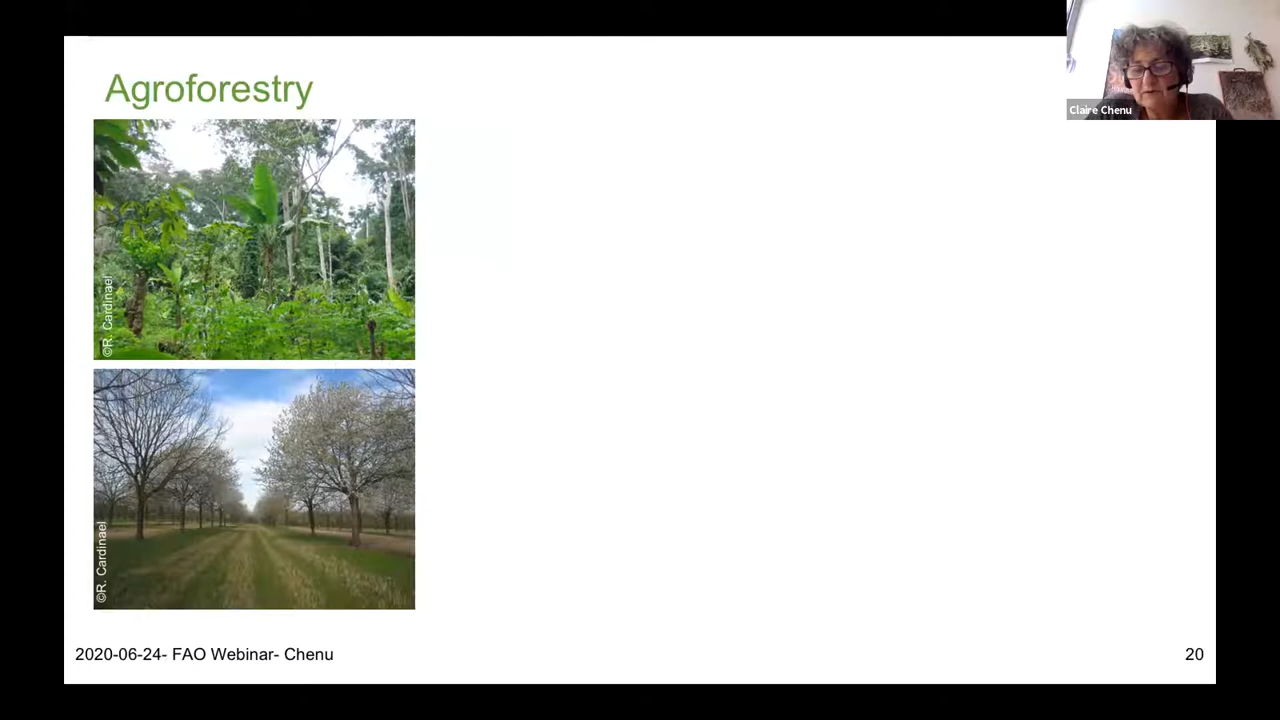 Agroforestry
Claire Chenu
©R. Cardinael
©R. Cardinael
2020-06-24- FAO Webinar- Chenu
20